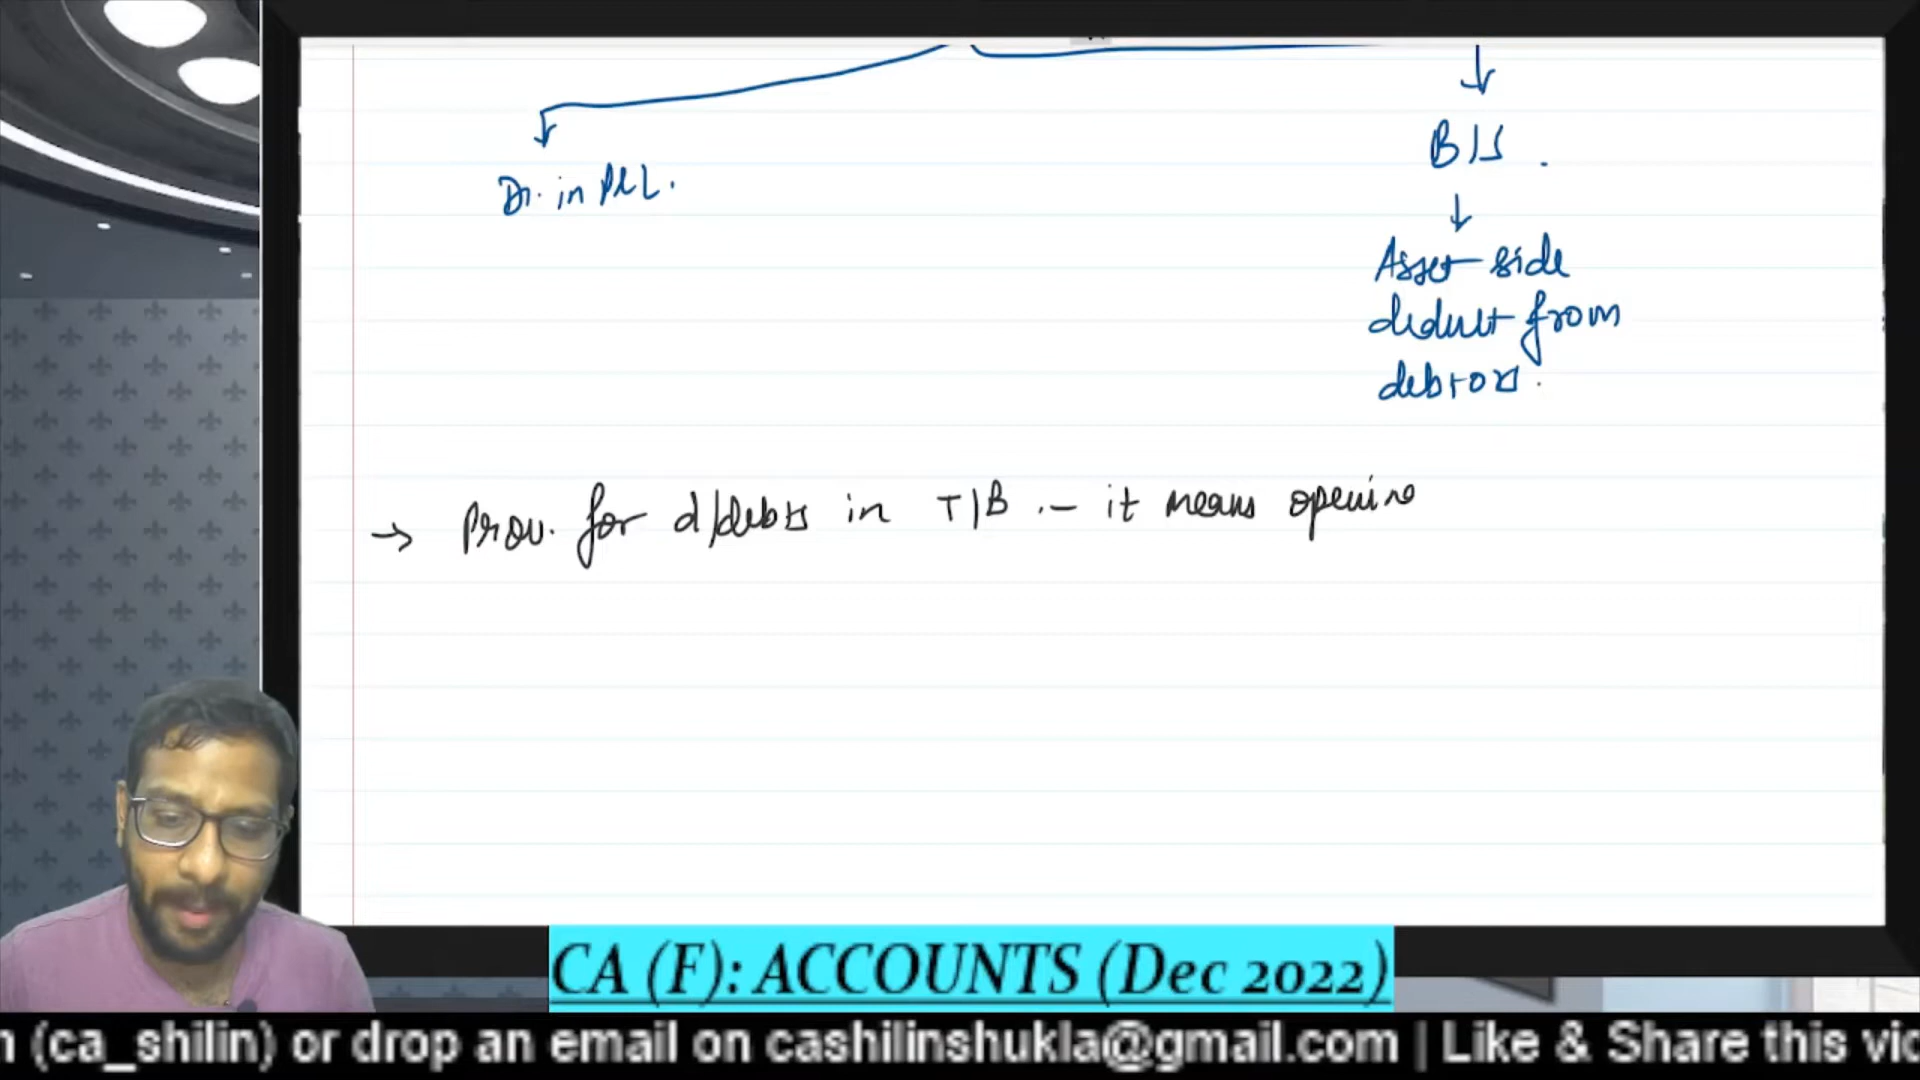 Dr. in P&L.
B/S.
Asset side
deduct from
debtors.
→ Prov. for d/debts in T/B. - it means opening
CA (F): ACCOUNTS (Dec 2022)
n (ca_shilin) or drop an email on cashilinshukla@gmail.com | Like & Share this vid